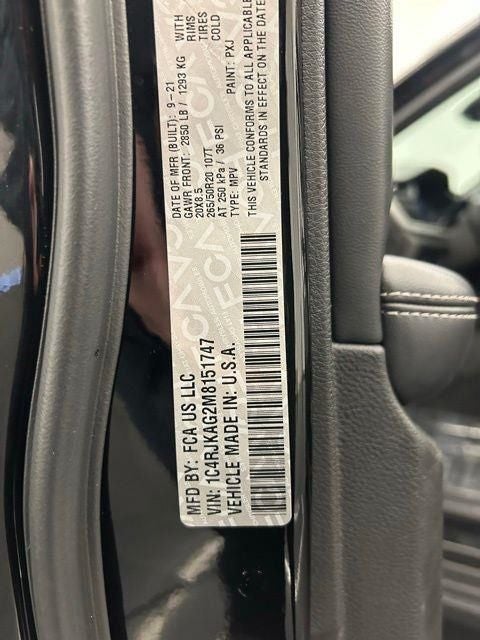 MFD BY: FCA US LLC
DATE OF MFR (BUILT): 9-21
GAWR FRONT: 2850 LB / 1293 KG WITH
20X8.5 RIMS
265/50R20 107T TIRES
AT 250 kPa / 36 PSI COLD
VIN: 1C4RJKAG2M8151747
TYPE: MPV
PAINT: PXJ
VEHICLE MADE IN: U.S.A.
THIS VEHICLE CONFORMS TO ALL APPLICABLE
STANDARDS IN EFFECT ON THE DATE